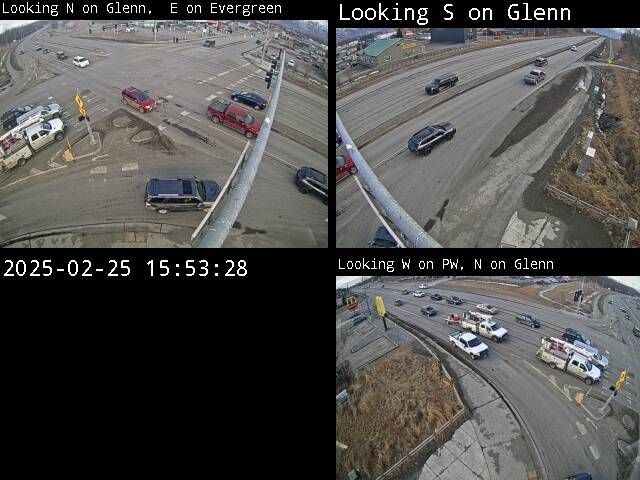 Looking N on Glenn,  E on Evergreen
Looking S on Glenn
2025-02-25 15:53:28
Looking W on PW, N on Glenn